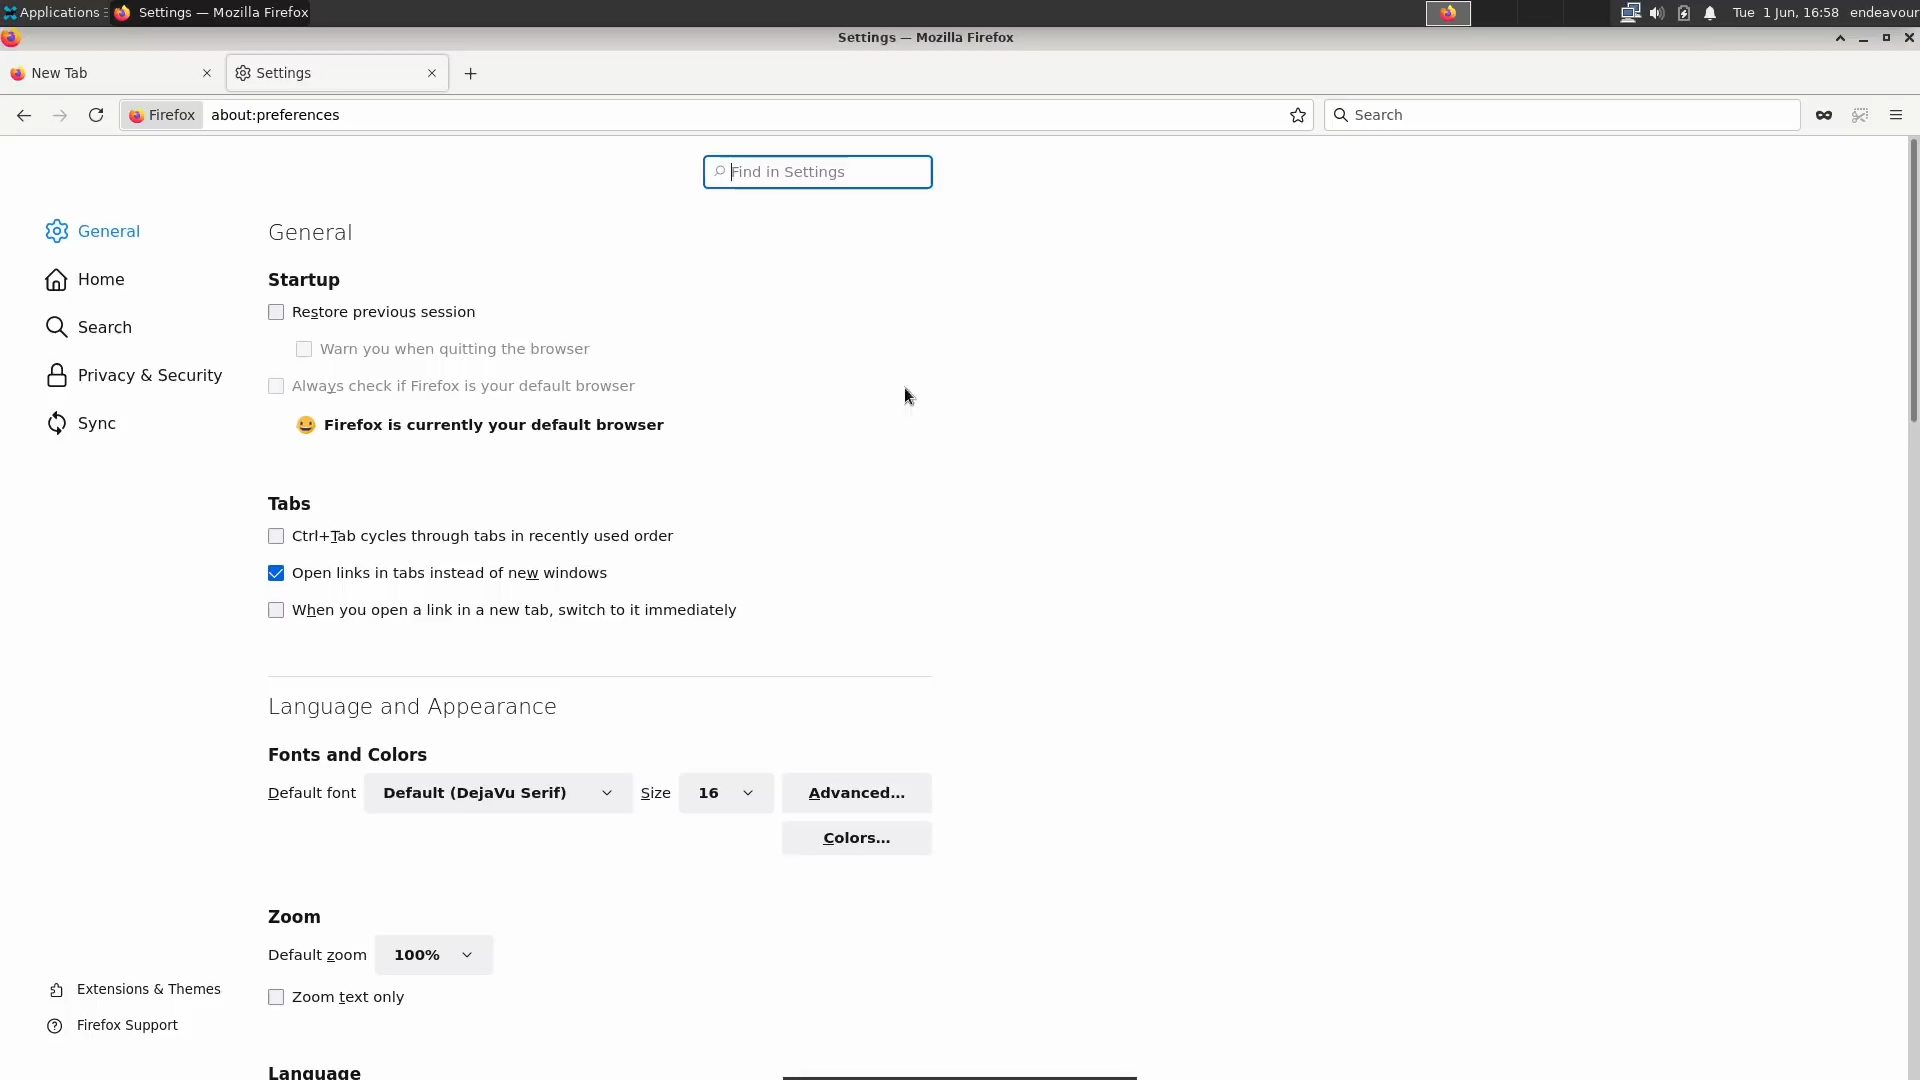 Applications Settings — Mozilla Firefox Tue 1 Jun, 16:58 endeavour
Settings — Mozilla Firefox
New Tab Settings
Firefox about:preferences Search
Find in Settings
General
Home
Search
Privacy & Security
Sync
General
Startup
Restore previous session
Warn you when quitting the browser
Always check if Firefox is your default browser
Firefox is currently your default browser
Tabs
Ctrl+Tab cycles through tabs in recently used order
Open links in tabs instead of new windows
When you open a link in a new tab, switch to it immediately
Language and Appearance
Fonts and Colors
Default font Default (DejaVu Serif) Size 16 Advanced...
Colors...
Zoom
Default zoom 100%
Zoom text only
Extensions & Themes
Firefox Support
Language